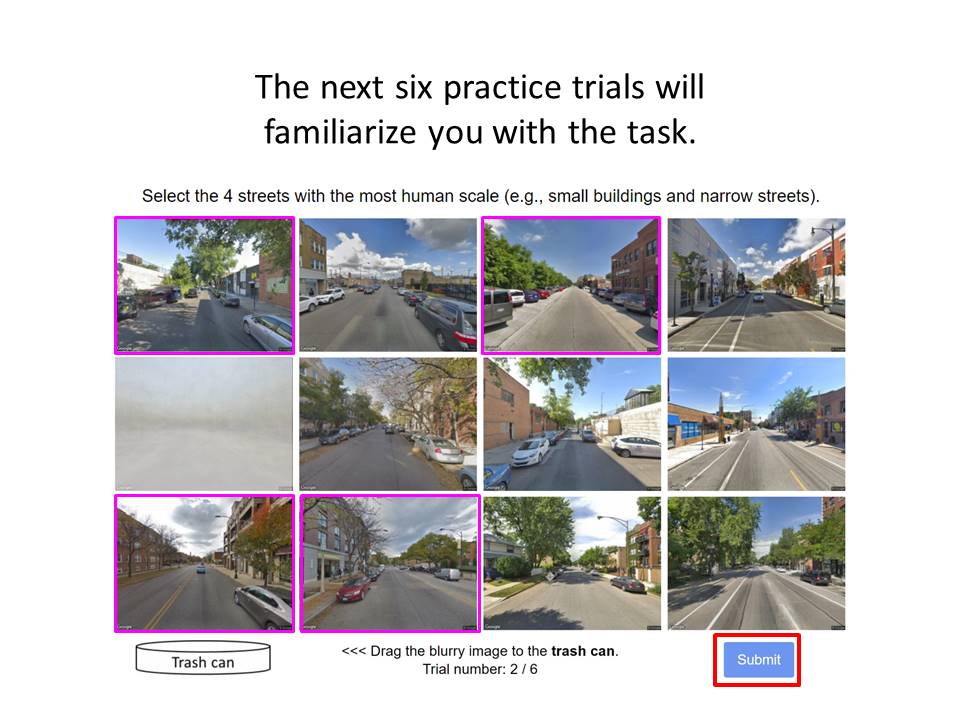 The next six practice trials will
familiarize you with the task.
Select the 4 streets with the most human scale (e.g., small buildings and narrow streets).
Trash can
<<< Drag the blurry image to the trash can.
Trial number: 2 / 6
Submit